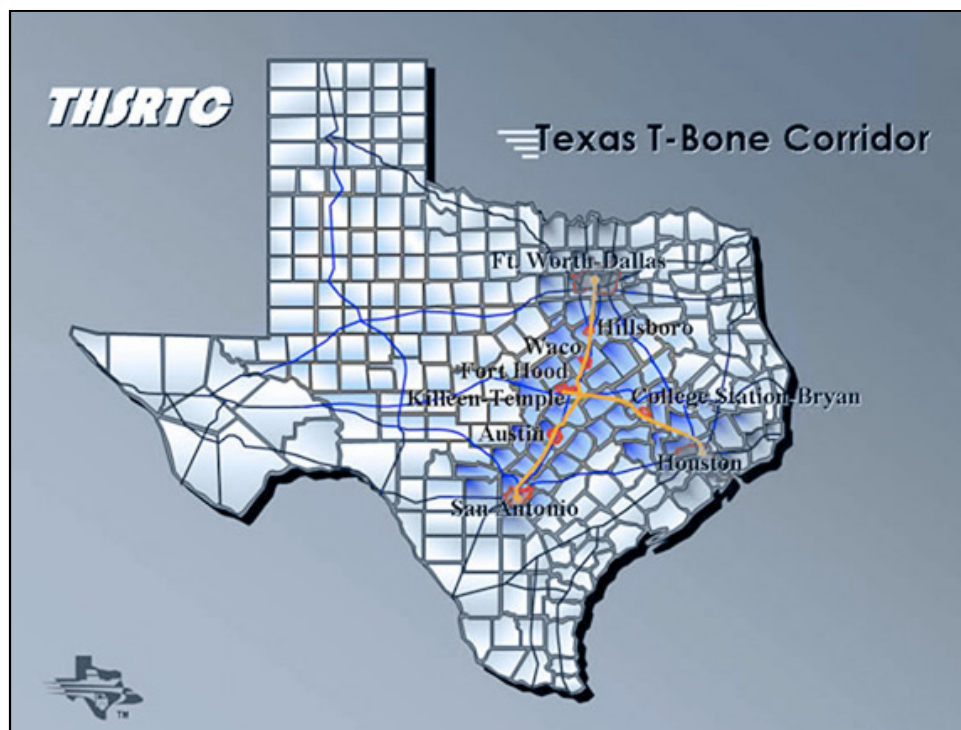 THSRTC
Texas T-Bone Corridor
Ft. Worth-Dallas
Hillsboro
Waco
Fort Hood
Killeen-Temple
College Station-Bryan
Austin
Houston
San Antonio
TM